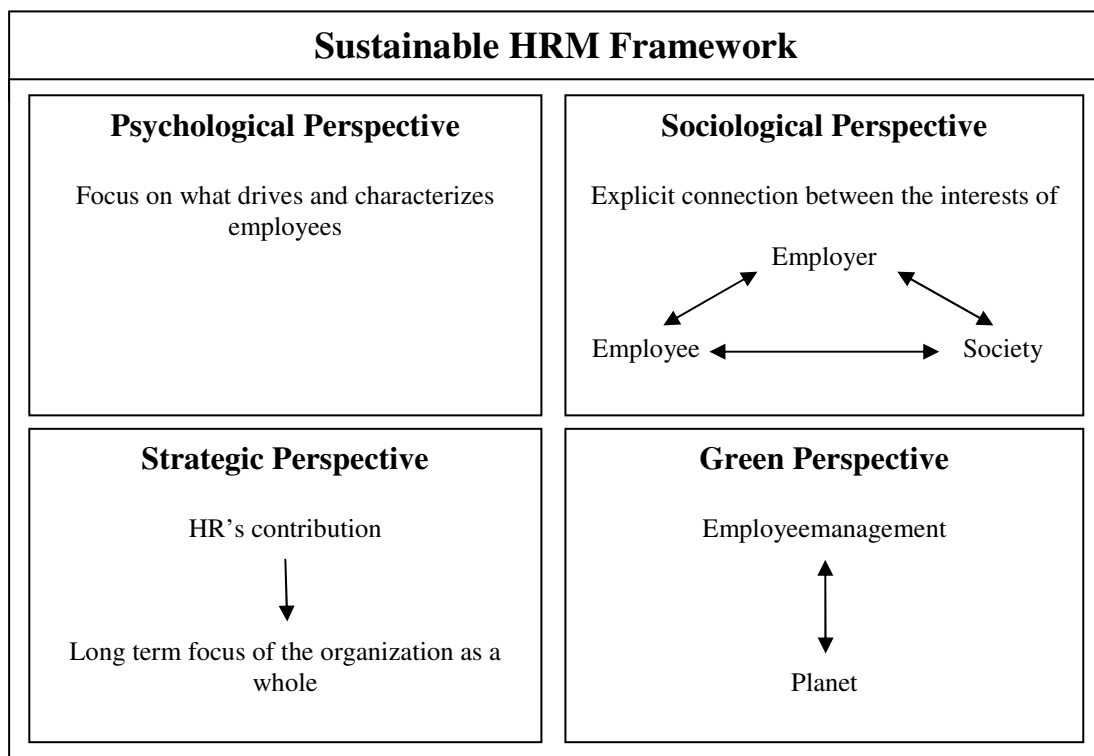 Sustainable HRM Framework
Psychological Perspective
Focus on what drives and characterizes
employees
Sociological Perspective
Explicit connection between the interests of
Employer
Employee
Society
Strategic Perspective
HR’s contribution
Long term focus of the organization as a
whole
Green Perspective
Employeemanagement
Planet